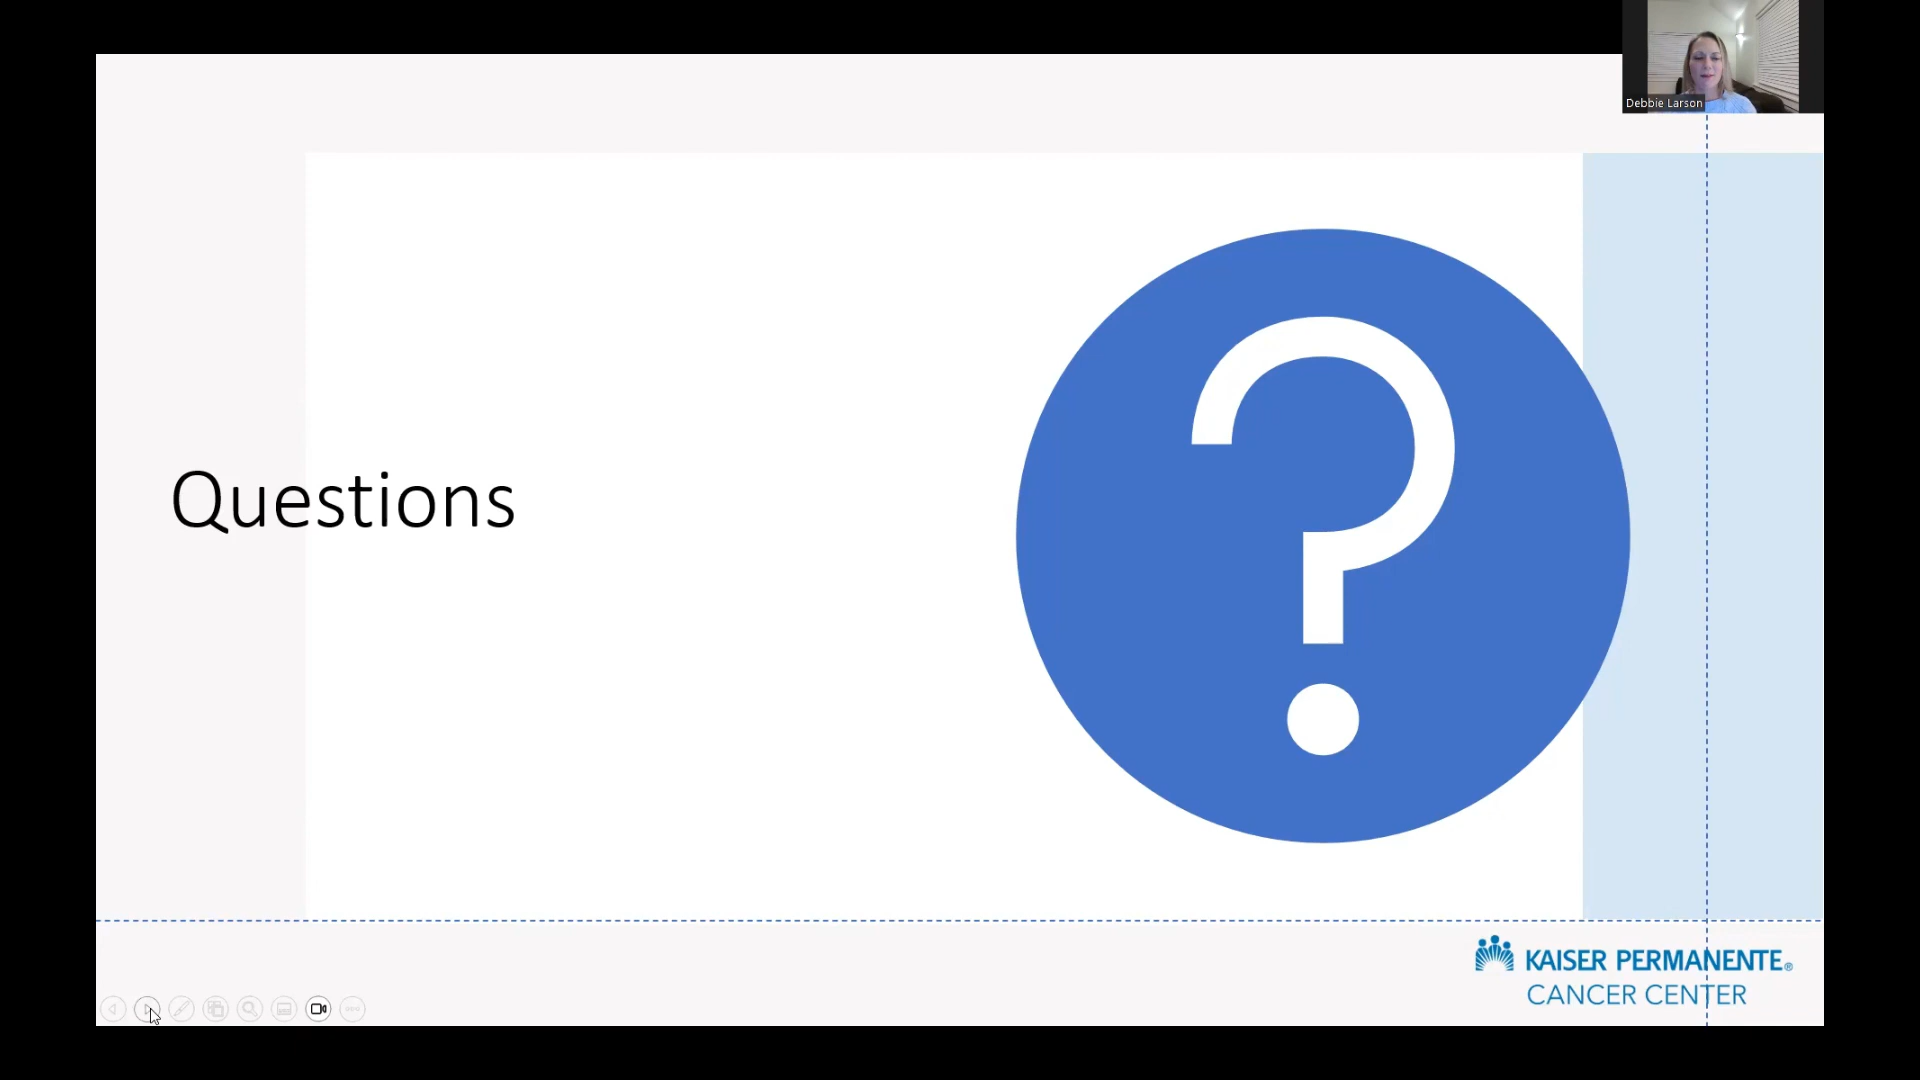 Debbie Larson
Questions
?
KAISER PERMANENTE®
CANCER CENTER